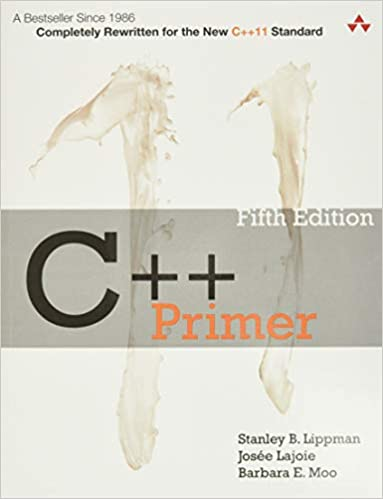 A Bestseller Since 1986
Completely Rewritten for the New C++11 Standard
Fifth Edition
C++
Primer
Stanley B. Lippman
Josée Lajoie
Barbara E. Moo